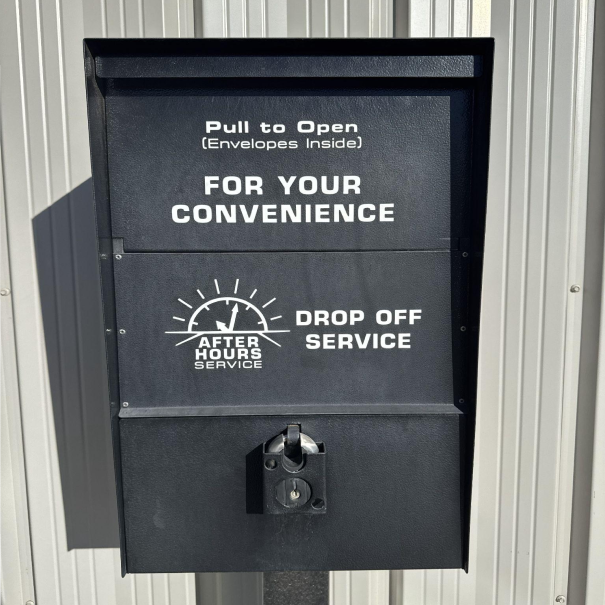 Pull to Open
(Envelopes Inside)
FOR YOUR
CONVENIENCE
AFTER
HOURS
SERVICE
DROP OFF
SERVICE